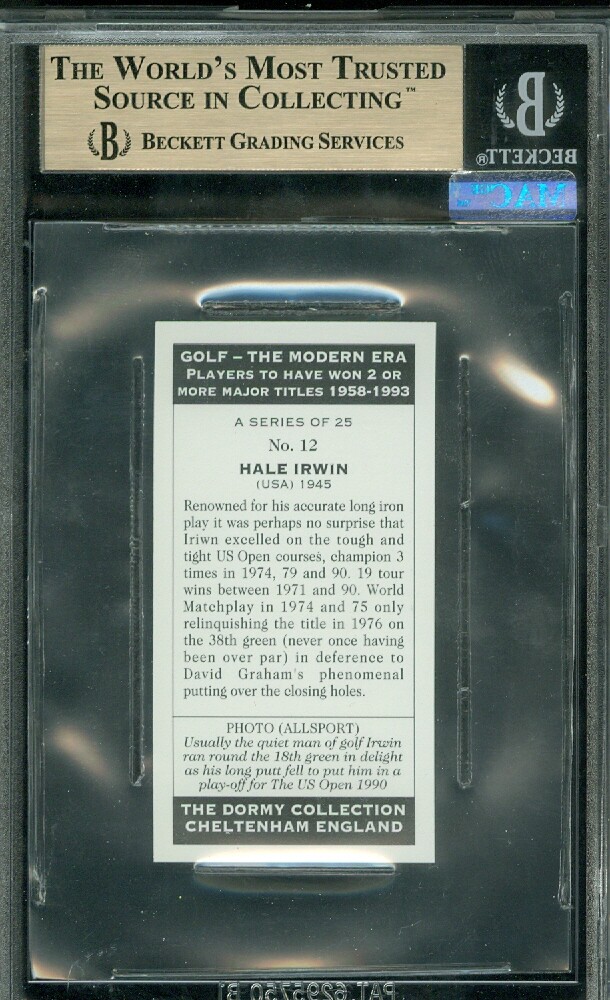 THE WORLD'S MOST TRUSTED
SOURCE IN COLLECTING™
B BECKETT GRADING SERVICES
B
BECKETT®
MAC
GOLF – THE MODERN ERA
PLAYERS TO HAVE WON 2 OR
MORE MAJOR TITLES 1958-1993
A SERIES OF 25
No. 12
HALE IRWIN
(USA) 1945
Renowned for his accurate long iron
play it was perhaps no surprise that
Iriwn excelled on the tough and
tight US Open courses, champion 3
times in 1974, 79 and 90. 19 tour
wins between 1971 and 90. World
Matchplay in 1974 and 75 only
relinquishing the title in 1976 on
the 38th green (never once having
been over par) in deference to
David Graham's phenomenal
putting over the closing holes.
PHOTO (ALLSPORT)
Usually the quiet man of golf Irwin
ran round the 18th green in delight
as his long putt fell to put him in a
play-off for The US Open 1990
THE DORMY COLLECTION
CHELTENHAM ENGLAND
PAT. 6295750 B1